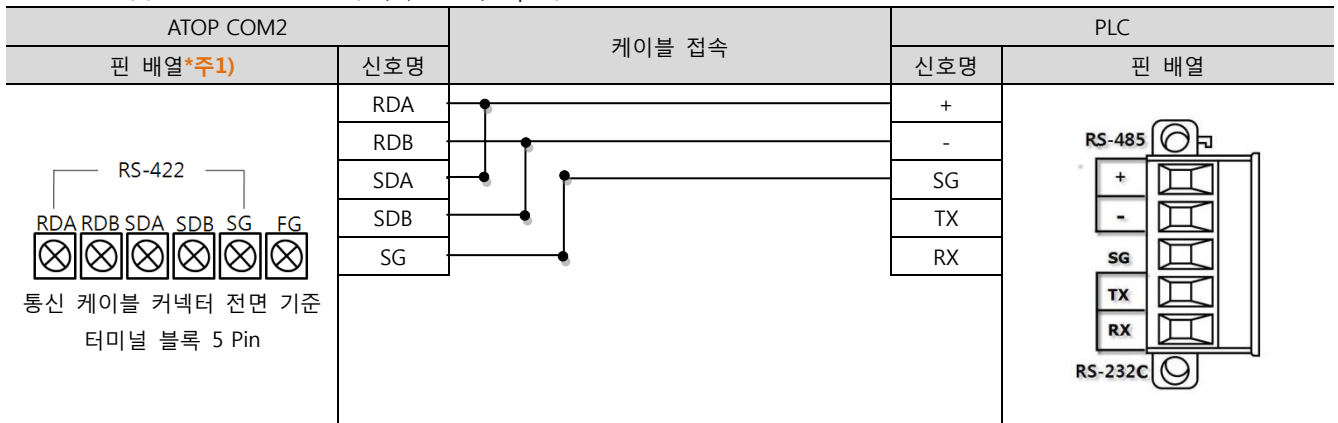 ATOP COM2
케이블 접속
PLC
핀 배열*주1)
신호명
신호명
핀 배열
RS-422
RDA RDB SDA SDB SG FG
통신 케이블 커넥터 전면 기준
터미널 블록 5 Pin
RDA
RDB
SDA
SDB
SG
+
-
SG
TX
RX
RS-485
+
-
SG
TX
RX
RS-232C